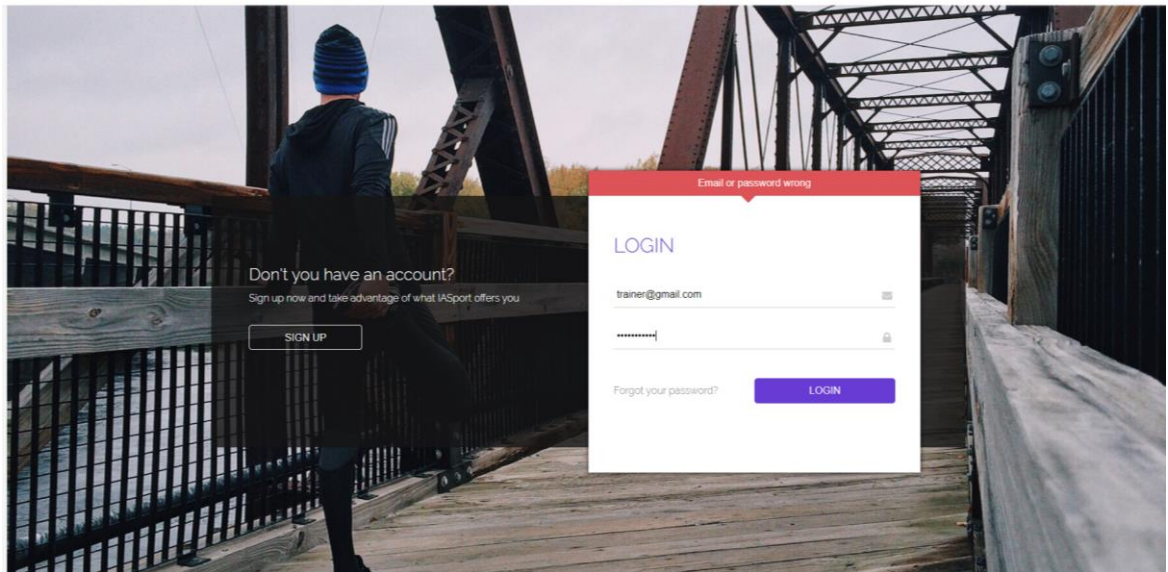 Email or password wrong
LOGIN
Don't you have an account?
Sign up now and take advantage of what IASport offers you
SIGN UP
trainer@gmail.com
•••••••••••
Forgot your password?
LOGIN